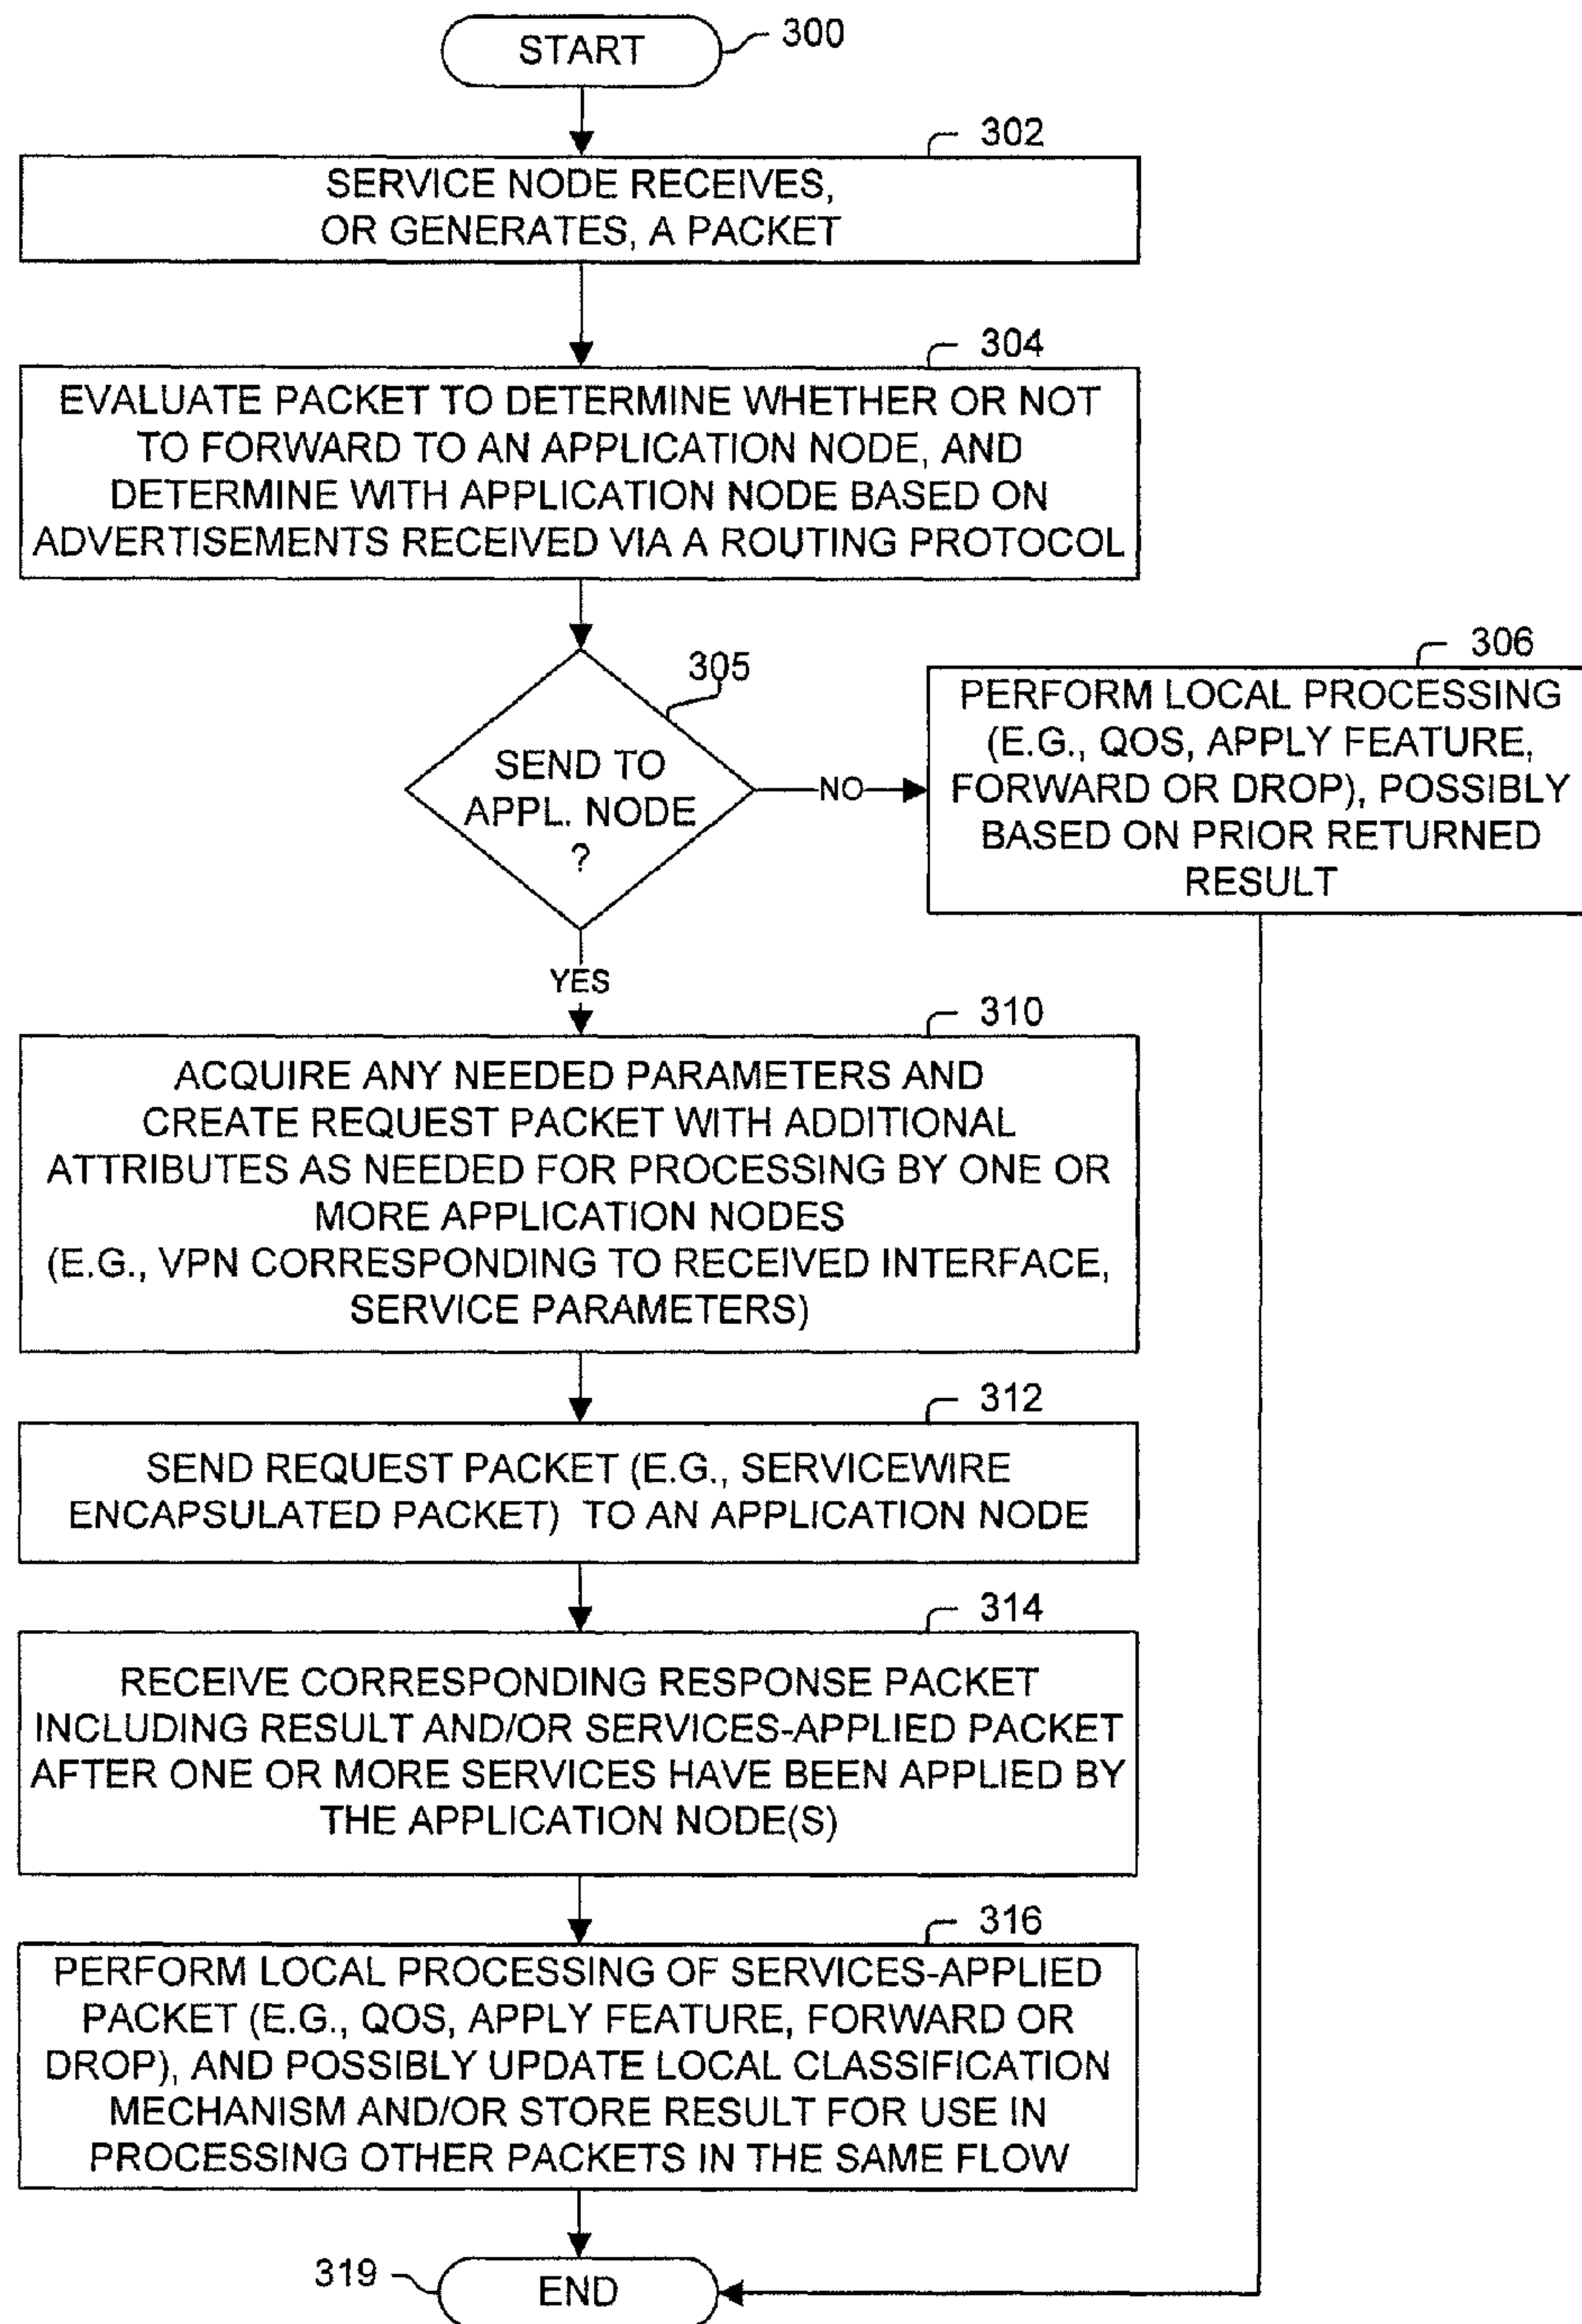 START
300
302
SERVICE NODE RECEIVES,
OR GENERATES, A PACKET
304
EVALUATE PACKET TO DETERMINE WHETHER OR NOT
TO FORWARD TO AN APPLICATION NODE, AND
DETERMINE WITH APPLICATION NODE BASED ON
ADVERTISEMENTS RECEIVED VIA A ROUTING PROTOCOL
305
SEND TO
APPL. NODE
?
NO
306
PERFORM LOCAL PROCESSING
(E.G., QOS, APPLY FEATURE,
FORWARD OR DROP), POSSIBLY
BASED ON PRIOR RETURNED
RESULT
YES
310
ACQUIRE ANY NEEDED PARAMETERS AND
CREATE REQUEST PACKET WITH ADDITIONAL
ATTRIBUTES AS NEEDED FOR PROCESSING BY ONE OR
MORE APPLICATION NODES
(E.G., VPN CORRESPONDING TO RECEIVED INTERFACE,
SERVICE PARAMETERS)
312
SEND REQUEST PACKET (E.G., SERVICEWIRE
ENCAPSULATED PACKET) TO AN APPLICATION NODE
314
RECEIVE CORRESPONDING RESPONSE PACKET
INCLUDING RESULT AND/OR SERVICES-APPLIED PACKET
AFTER ONE OR MORE SERVICES HAVE BEEN APPLIED BY
THE APPLICATION NODE(S)
316
PERFORM LOCAL PROCESSING OF SERVICES-APPLIED
PACKET (E.G., QOS, APPLY FEATURE, FORWARD OR
DROP), AND POSSIBLY UPDATE LOCAL CLASSIFICATION
MECHANISM AND/OR STORE RESULT FOR USE IN
PROCESSING OTHER PACKETS IN THE SAME FLOW
319
END